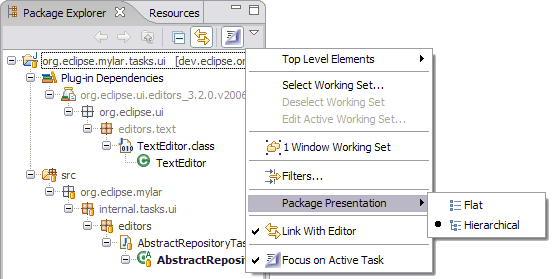 Package Explorer Resources
org.eclipse.mylar.tasks.ui [dev.eclipse.or
Plug-in Dependencies
org.eclipse.ui.editors_3.2.0.v2006
org.eclipse.ui
editors.text
TextEditor.class
TextEditor
src
org.eclipse.mylar
internal.tasks.ui
editors
AbstractRepositoryTas
AbstractReposi
Top Level Elements
Select Working Set...
Deselect Working Set
Edit Active Working Set...
1 Window Working Set
Filters...
Package Presentation
Link With Editor
Focus on Active Task
Flat
Hierarchical